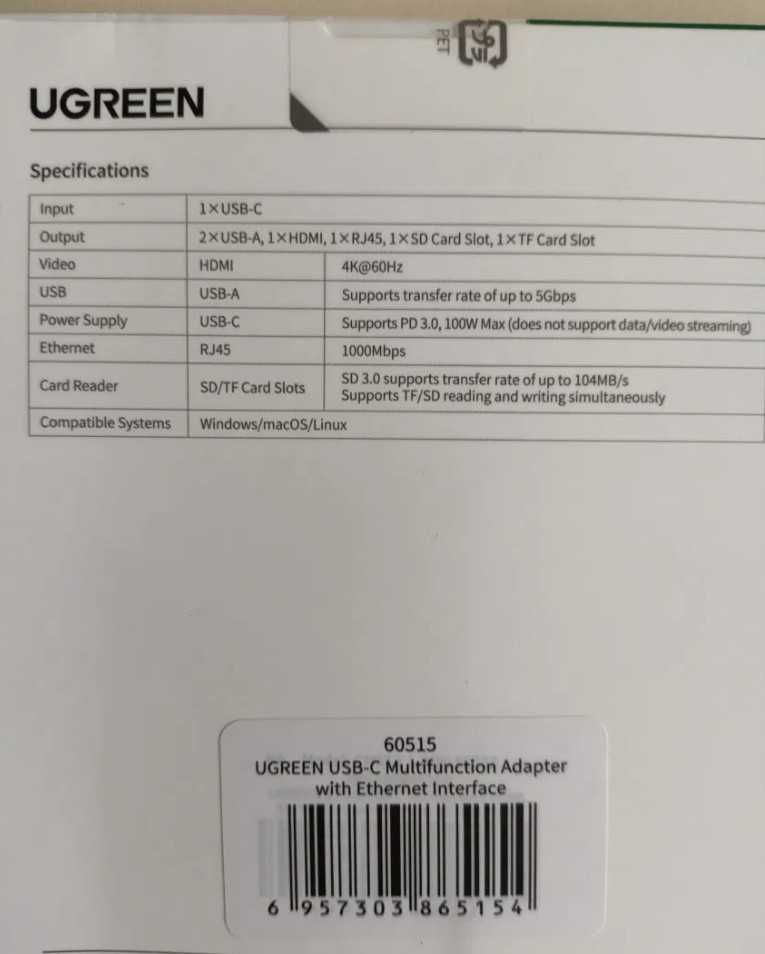 PET
UGREEN
Specifications
Input 1×USB-C
Output 2×USB-A, 1×HDMI, 1×RJ45, 1×SD Card Slot, 1×TF Card Slot
Video HDMI 4K@60Hz
USB USB-A Supports transfer rate of up to 5Gbps
Power Supply USB-C Supports PD 3.0, 100W Max (does not support data/video streaming)
Ethernet RJ45 1000Mbps
Card Reader SD/TF Card Slots SD 3.0 supports transfer rate of up to 104MB/s
Supports TF/SD reading and writing simultaneously
Compatible Systems Windows/macOS/Linux
60515
UGREEN USB-C Multifunction Adapter
with Ethernet Interface
6 957303 865154